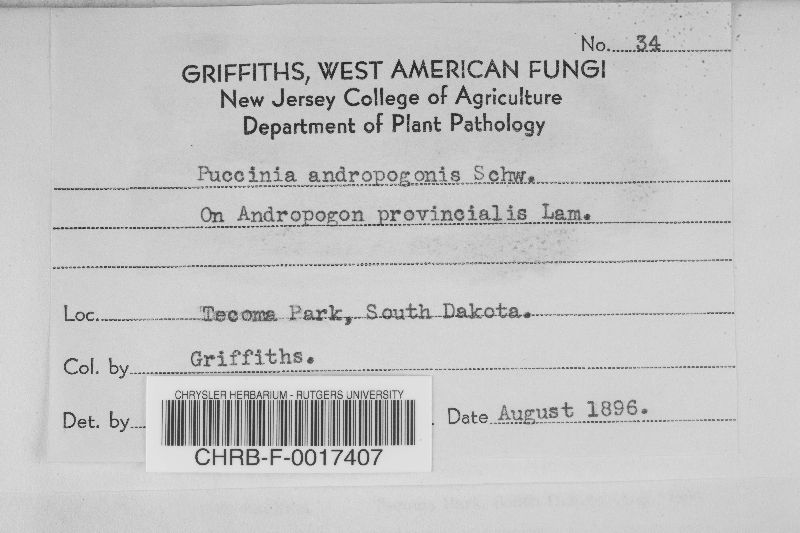 No. 34
GRIFFITHS, WEST AMERICAN FUNGI
New Jersey College of Agriculture
Department of Plant Pathology
Puccinia andropogonis Schw.
On Andropogon provincialis Lam.
Loc. Tecoma Park, South Dakota.
Col. by Griffiths.
Det. by
Date August 1896.
CHRYSLER HERBARIUM - RUTGERS UNIVERSITY
CHRB-F-0017407